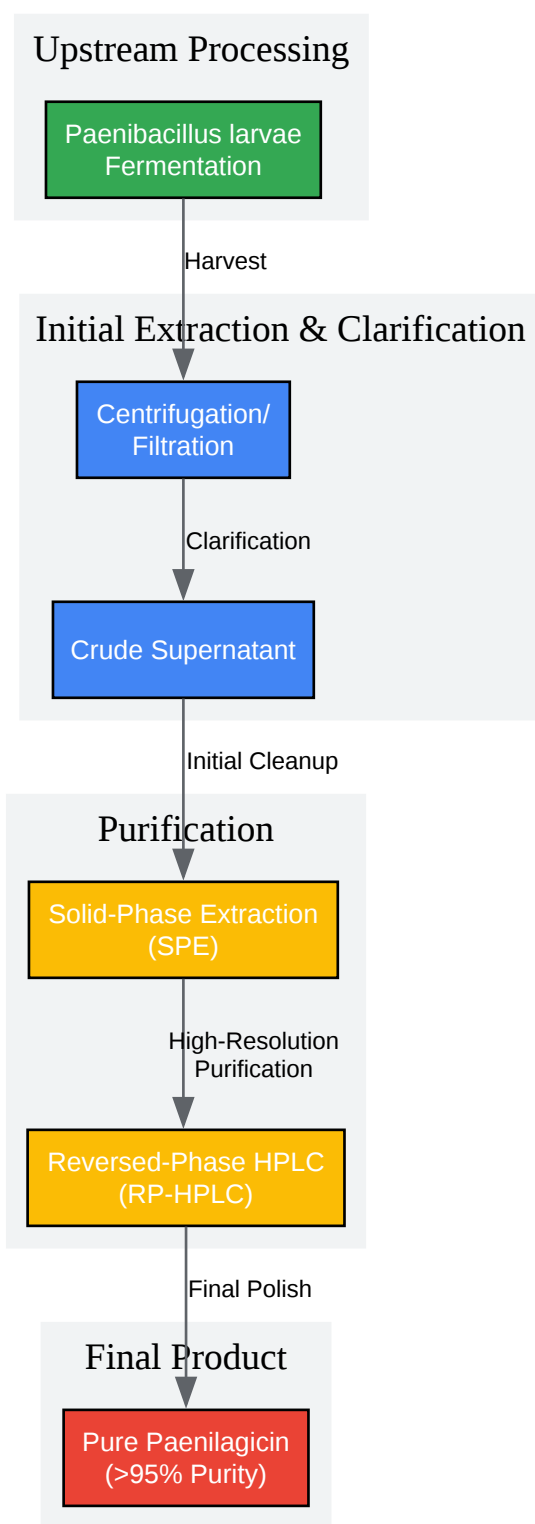 Upstream Processing
Paenibacillus larvae
Fermentation
Harvest
Initial Extraction & Clarification
Centrifugation/
Filtration
Clarification
Crude Supernatant
Initial Cleanup
Purification
Solid-Phase Extraction
(SPE)
High-Resolution
Purification
Reversed-Phase HPLC
(RP-HPLC)
Final Polish
Final Product
Pure Paenilagicin
(>95% Purity)